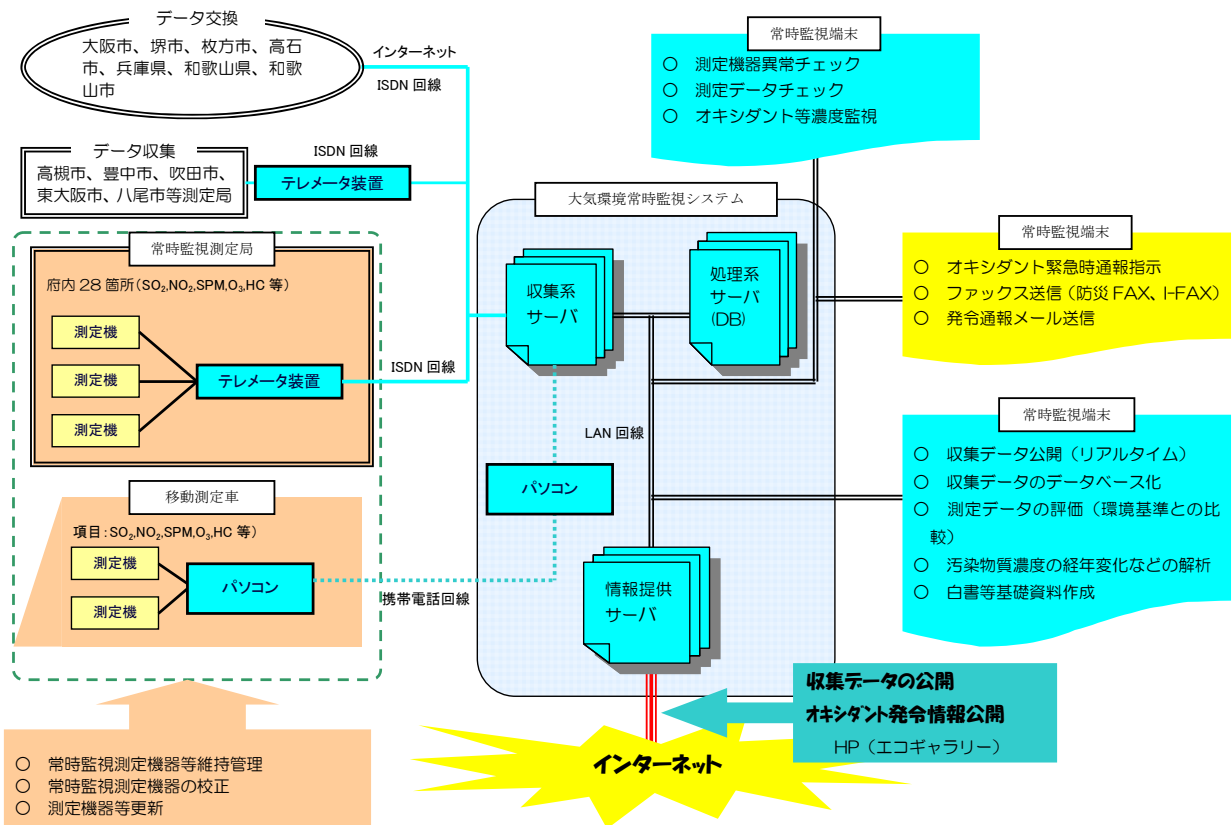 データ交換
大阪市、堺市、枚方市、高石
市、兵庫県、和歌山県、和歌
山市
インターネット
ISDN 回線
データ収集
高槻市、豊中市、吹田市、
東大阪市、八尾市等測定局
ISDN 回線
テレメータ装置
常時監視測定局
府内 28 箇所(SO₂,NO₂,SPM,O₃,HC 等)
測定機
測定機
測定機
テレメータ装置
ISDN 回線
移動測定車
項目:SO₂,NO₂,SPM,O₃,HC 等)
測定機
測定機
パソコン
携帯電話回線
○ 常時監視測定機器等維持管理
○ 常時監視測定機器の校正
○ 測定機器等更新
大気環境常時監視システム
収集系
サーバ
処理系
サーバ
(DB)
LAN 回線
パソコン
情報提供
サーバ
インターネット
収集データの公開
オキシダント発令情報公開
HP(エコギャラリー)
常時監視端末
○ 測定機器異常チェック
○ 測定データチェック
○ オキシダント等濃度監視
常時監視端末
○ オキシダント緊急時通報指示
○ ファックス送信(防災 FAX、I-FAX)
○ 発令通報メール送信
常時監視端末
○ 収集データ公開(リアルタイム)
○ 収集データのデータベース化
○ 測定データの評価(環境基準との比
較)
○ 汚染物質濃度の経年変化などの解析
○ 白書等基礎資料作成